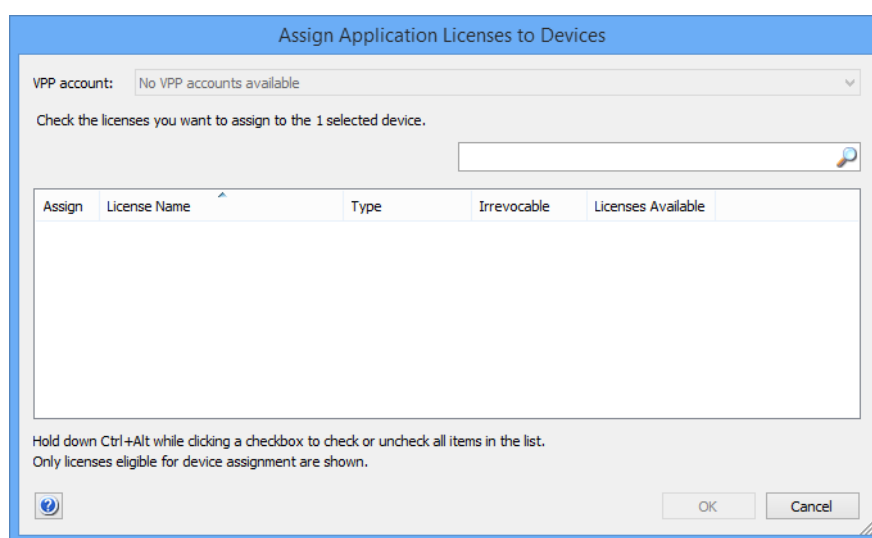 Assign Application Licenses to Devices
VPP account: No VPP accounts available
Check the licenses you want to assign to the 1 selected device.
Assign License Name Type Irrevocable Licenses Available
Hold down Ctrl+Alt while clicking a checkbox to check or uncheck all items in the list.
Only licenses eligible for device assignment are shown.
? OK Cancel